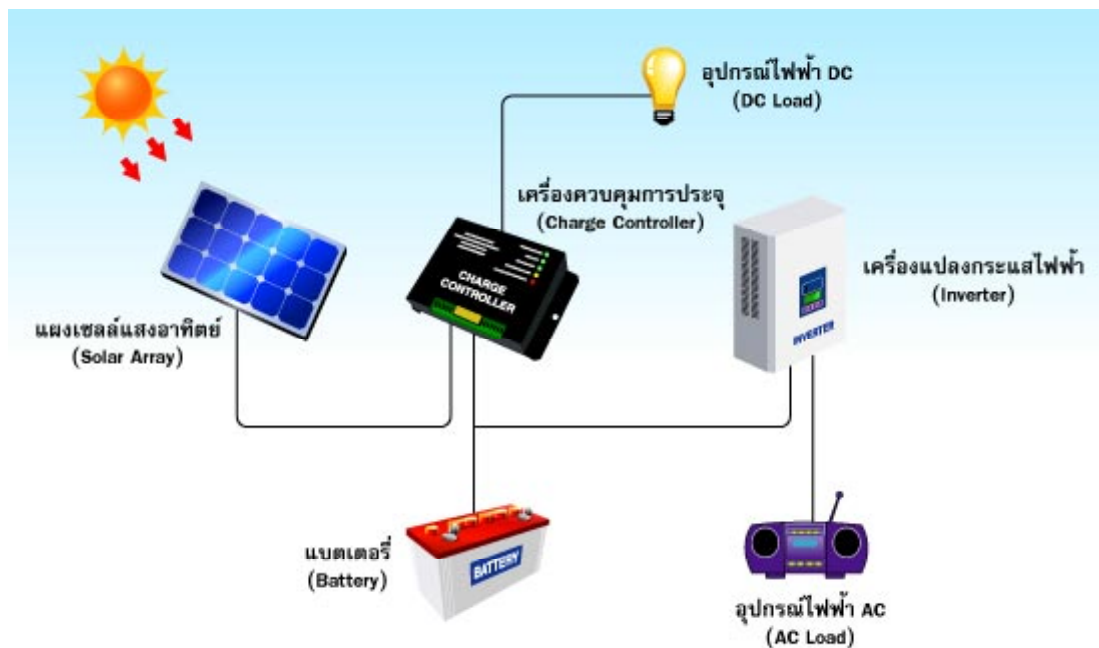 อุปกรณ์ไฟฟ้า DC
(DC Load)
เครื่องควบคุมการประจุ
(Charge Controller)
CHARGE
CONTROLLER
เครื่องแปลงกระแสไฟฟ้า
(Inverter)
INVERTER
แผงเซลล์แสงอาทิตย์
(Solar Array)
แบตเตอรี่
(Battery)
BATTERY
อุปกรณ์ไฟฟ้า AC
(AC Load)